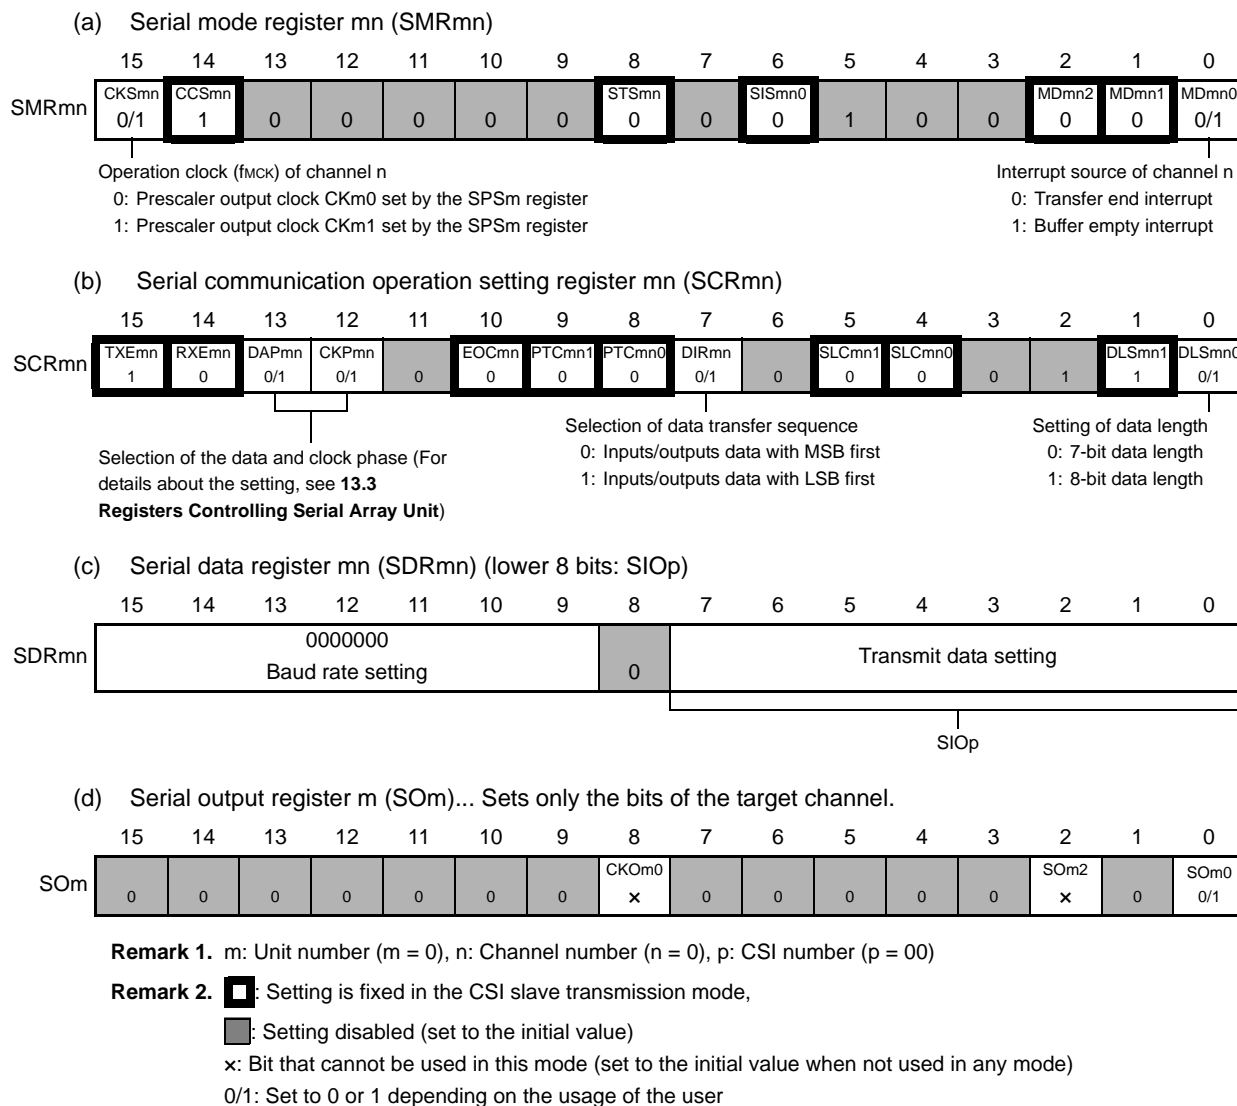 (a) Serial mode register mn (SMRmn)
15 14 13 12 11 10 9 8 7 6 5 4 3 2 1 0
SMRmn
CKSmn CCSmn STSmn SISmn0 MDmn2 MDmn1 MDmn0
0/1 1 0 0 0 0 0 0 0 0 1 0 0 0 0 0/1
Operation clock (fMCK) of channel n
0: Prescaler output clock CKm0 set by the SPSm register
1: Prescaler output clock CKm1 set by the SPSm register
Interrupt source of channel n
0: Transfer end interrupt
1: Buffer empty interrupt
(b) Serial communication operation setting register mn (SCRmn)
15 14 13 12 11 10 9 8 7 6 5 4 3 2 1 0
SCRmn
TXEmn RXEmn DAPmn CKPmn EOCmn PTCmn1 PTCmn0 DIRmn SLCmn1 SLCmn0 DLSmn1 DLSmn0
1 0 0/1 0/1 0 0 0 0 0/1 0 0 0 0 1 1 0/1
Selection of the data and clock phase (For
details about the setting, see 13.3
Registers Controlling Serial Array Unit)
Selection of data transfer sequence
0: Inputs/outputs data with MSB first
1: Inputs/outputs data with LSB first
Setting of data length
0: 7-bit data length
1: 8-bit data length
(c) Serial data register mn (SDRmn) (lower 8 bits: SIOp)
15 14 13 12 11 10 9 8 7 6 5 4 3 2 1 0
SDRmn
0000000
Baud rate setting
0
Transmit data setting
SIOp
(d) Serial output register m (SOm)... Sets only the bits of the target channel.
15 14 13 12 11 10 9 8 7 6 5 4 3 2 1 0
SOm
CKOm0 SOm2 SOm0
0 0 0 0 0 0 0 × 0 0 0 0 0 × 0 0/1
Remark 1. m: Unit number (m = 0), n: Channel number (n = 0), p: CSI number (p = 00)
Remark 2. : Setting is fixed in the CSI slave transmission mode,
: Setting disabled (set to the initial value)
×: Bit that cannot be used in this mode (set to the initial value when not used in any mode)
0/1: Set to 0 or 1 depending on the usage of the user